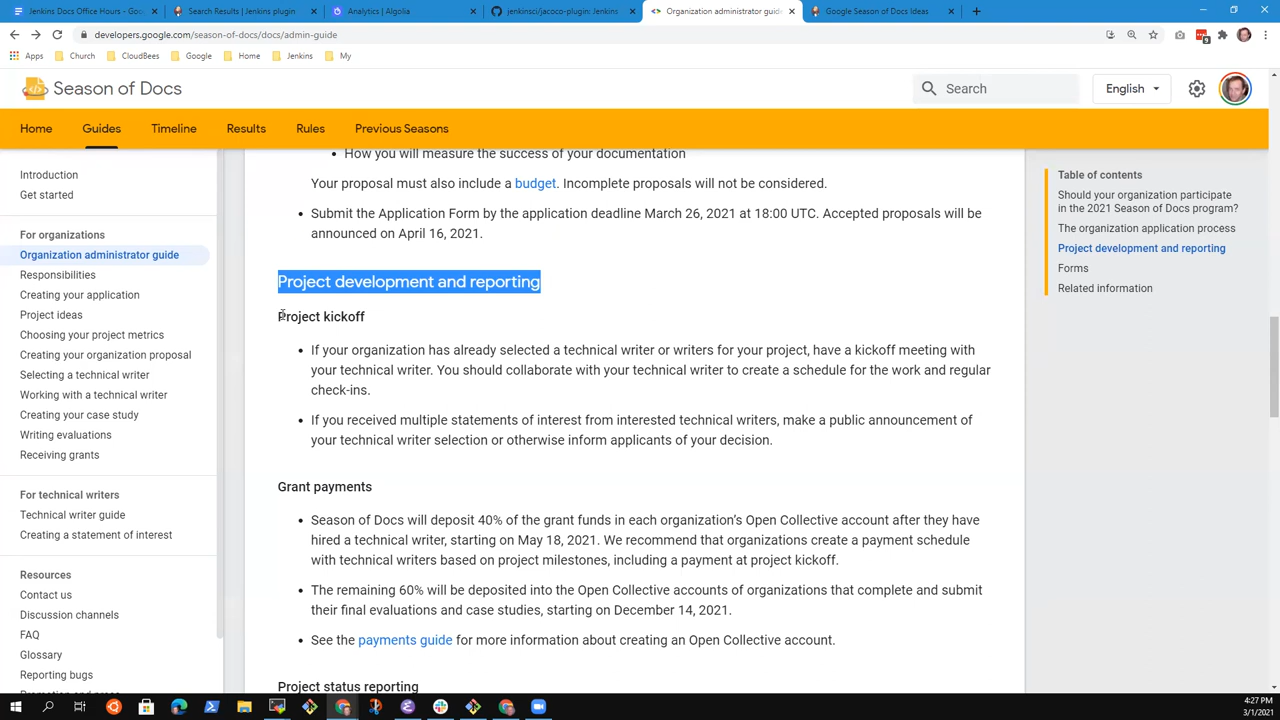 Jenkins Docs Office Hours - Goo
Search Results | Jenkins plugin
Analytics | Algolia
jenkinsci/jacoco-plugin: Jenkins
Organization administrator guid
Google Season of Docs Ideas
developers.google.com/season-of-docs/docs/admin-guide
Apps
Church
CloudBees
Google
Home
Jenkins
My
Season of Docs
Search
English
Home
Guides
Timeline
Results
Rules
Previous Seasons
Introduction
Get started
For organizations
Organization administrator guide
Responsibilities
Creating your application
Project ideas
Choosing your project metrics
Creating your organization proposal
Selecting a technical writer
Working with a technical writer
Creating your case study
Writing evaluations
Receiving grants
For technical writers
Technical writer guide
Creating a statement of interest
Resources
Contact us
Discussion channels
FAQ
Glossary
Reporting bugs
• How you will measure the success of your documentation
Your proposal must also include a budget. Incomplete proposals will not be considered.
• Submit the Application Form by the application deadline March 26, 2021 at 18:00 UTC. Accepted proposals will be
announced on April 16, 2021.
Project development and reporting
Project kickoff
• If your organization has already selected a technical writer or writers for your project, have a kickoff meeting with
your technical writer. You should collaborate with your technical writer to create a schedule for the work and regular
check-ins.
• If you received multiple statements of interest from interested technical writers, make a public announcement of
your technical writer selection or otherwise inform applicants of your decision.
Grant payments
• Season of Docs will deposit 40% of the grant funds in each organization's Open Collective account after they have
hired a technical writer, starting on May 18, 2021. We recommend that organizations create a payment schedule
with technical writers based on project milestones, including a payment at project kickoff.
• The remaining 60% will be deposited into the Open Collective accounts of organizations that complete and submit
their final evaluations and case studies, starting on December 14, 2021.
• See the payments guide for more information about creating an Open Collective account.
Project status reporting
Table of contents
Should your organization participate
in the 2021 Season of Docs program?
The organization application process
Project development and reporting
Forms
Related information
4:27 PM
3/1/2021